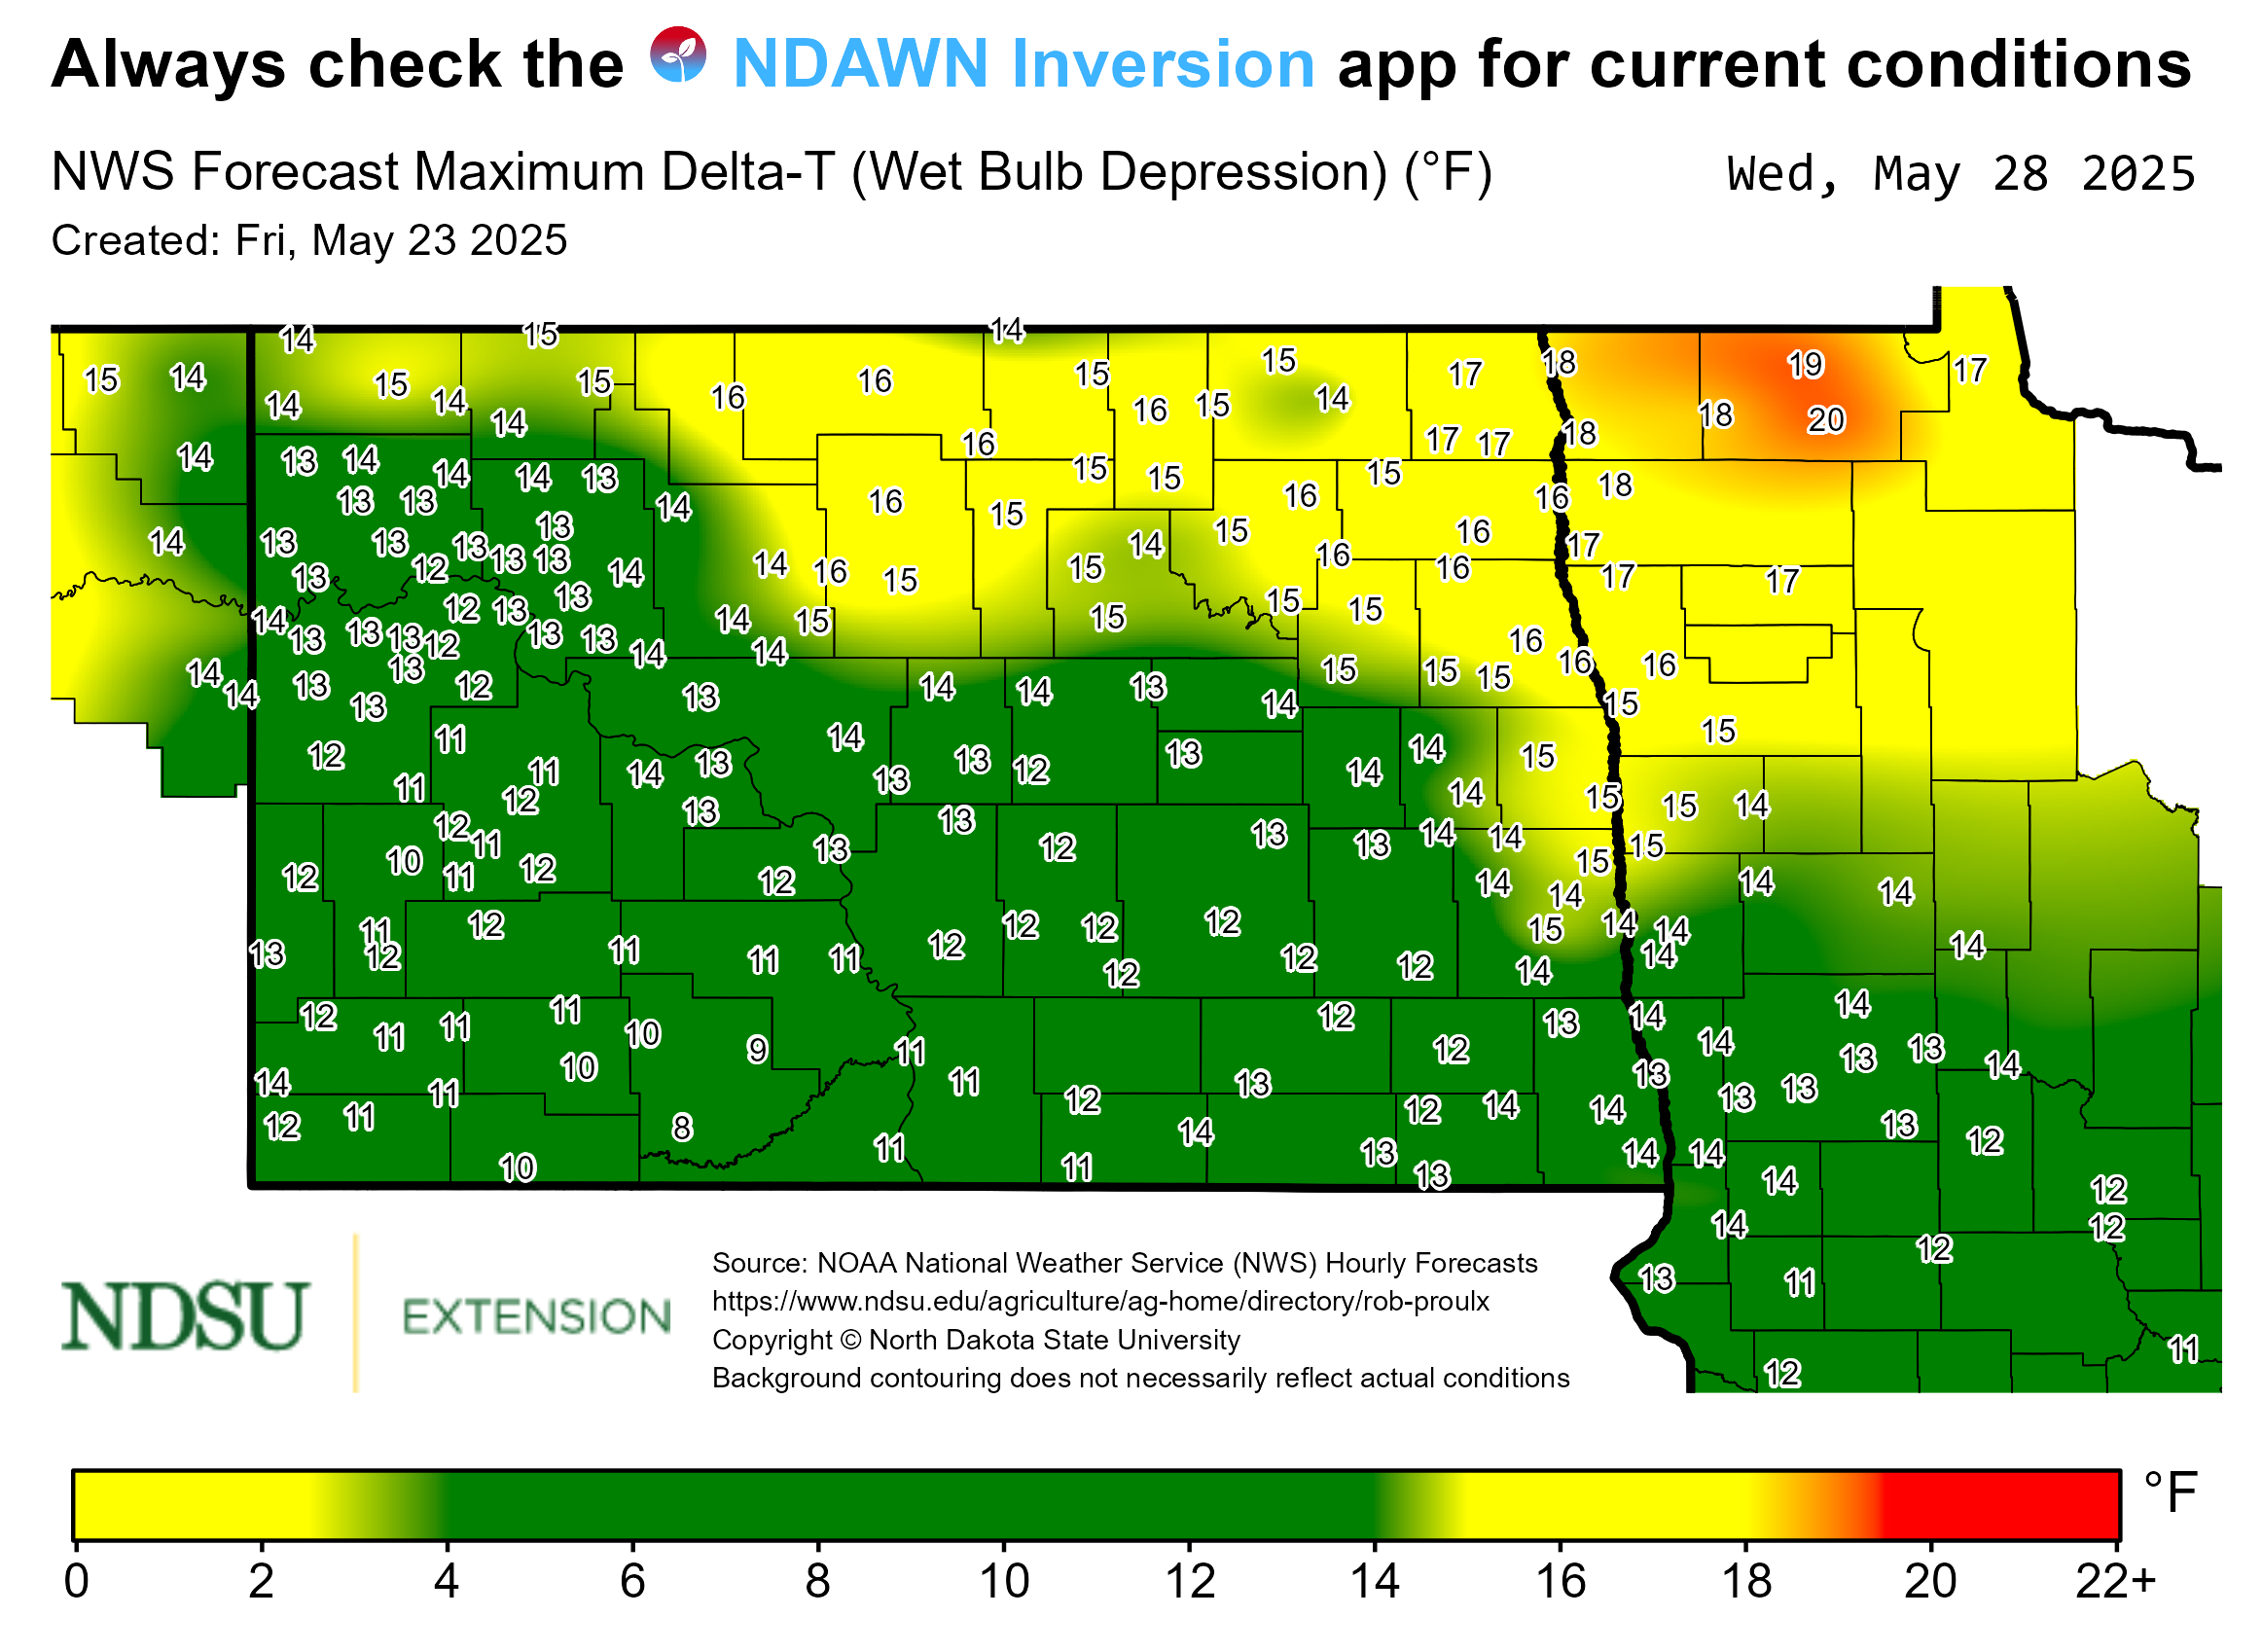 Always check the NDAWN Inversion app for current conditions
NWS Forecast Maximum Delta-T (Wet Bulb Depression) (°F) Wed, May 28 2025
Created: Fri, May 23 2025
14 15 14
15 14 15 15 16 16 15 15 17 18 19 17
14 14 14 16 15 14 16 18 20
14 13 14 14 14 13 16 15 15 15 17 17 18
13 13 14 16 15 16 16 18
14 13 13 13 13 13 13 15 14 15 16 16 17
13 12 14 14 16 15 15 16 17 17
14 12 13 13 14 15 15 15 15
13 13 13 12 13 13 14 14 16 16 16
14 14 13 13 12 13 14 14 13 14 15 15 15 15
13 11 14 15
12 11 11 14 13 13 13 12 13 14 14 15
12 12 11 13 13 13 14 15 15 14
10 11 12 13 12 13 13 14 14 15 15
12 12 14 14 14 14
13 11 12 12 11 11 11 12 12 12 12 12 15 14 14 14
12 12 12 14 14
12 11 11 11 10 9 11 12 12 13 14 14 14
14 11 10 11 13 13 13 13 13 14
12 11 8 11 12 14 12 14 14 13 13
10 11 11 13 13 14 14 14 12 12
14 12 12
13 11
12 11
NDSU EXTENSION
Source: NOAA National Weather Service (NWS) Hourly Forecasts
https://www.ndsu.edu/agriculture/ag-home/directory/rob-proulx
Copyright © North Dakota State University
Background contouring does not necessarily reflect actual conditions
°F
0 2 4 6 8 10 12 14 16 18 20 22+